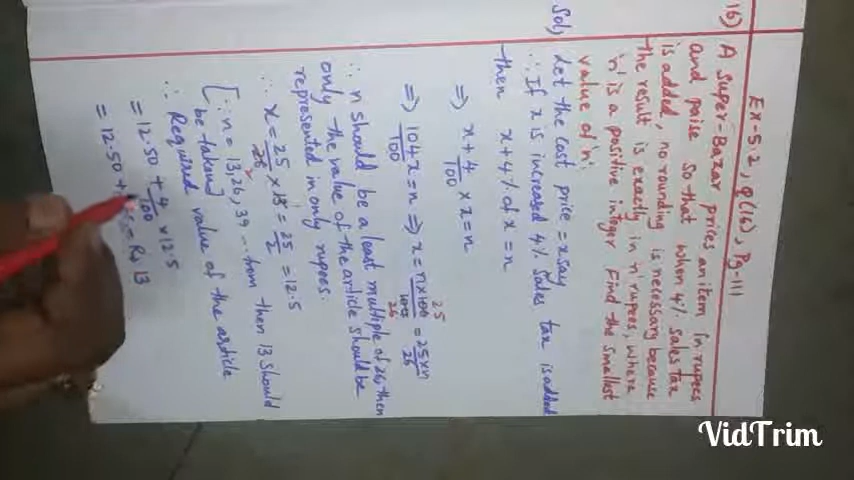 Ex-5.2, Q(16), Pg-111
16) A Super-Bazar prices an item in rupees
and paise so that when 4% sales tax
is added, no rounding is necessary because
the result is exactly in n rupees, where
'n' is a positive integer Find the smallest
value of 'n'.
Sol) Let the cost price = x say
∴ If x is increased 4% Sales tax is added
then x + 4% of x = n
⇒ x + 4/100 × x = n
⇒ 104x/100 = n ⇒ x = n×100/104 = 25×n/26
25
26
∴ n should be a least multiple of 26 then
only the value of the article should be
represented in only rupees.
∴ x = 25/26 × 13 = 25/2 = 12.5
[∵ n = 13, 26, 39 --- from then 13 should
be taken]
∴ Required value of the article
= 12.50 + 4/100 × 12.5
= 12.50 + = Rs 13
VidTrim